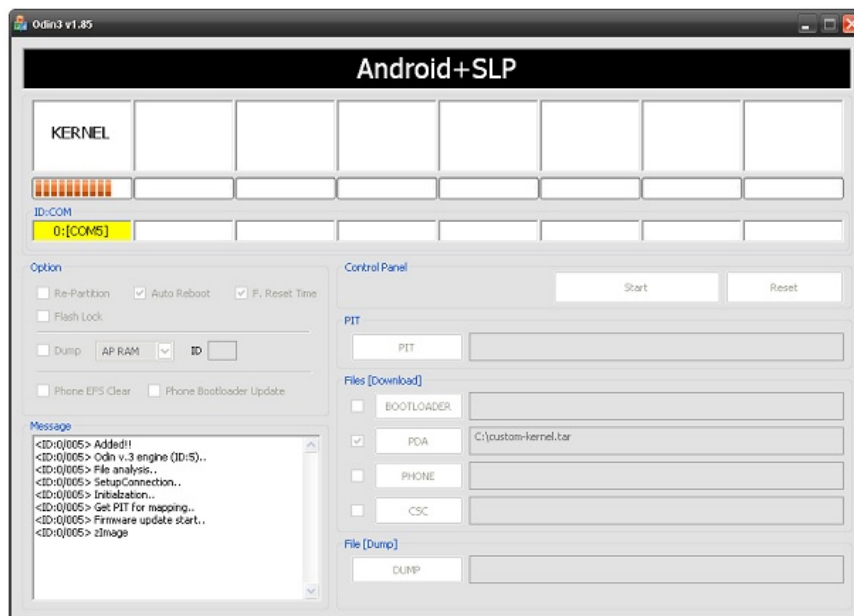 Odin3 v1.85
Android+SLP
KERNEL
ID:COM
0:[COM5]
Option
Re-Partition Auto Reboot F. Reset Time
Flash Lock
Dump AP RAM ID
Phone EFS Clear Phone Bootloader Update
Message
<ID:0/005> Added!!
<ID:0/005> Odin v.3 engine (ID:5)..
<ID:0/005> File analysis..
<ID:0/005> SetupConnection..
<ID:0/005> Initialzation..
<ID:0/005> Get PIT for mapping..
<ID:0/005> Firmware update start..
<ID:0/005> zImage
Control Panel
Start Reset
PIT
PIT
Files [Download]
BOOTLOADER
PDA C:\custom-kernel.tar
PHONE
CSC
File [Dump]
DUMP